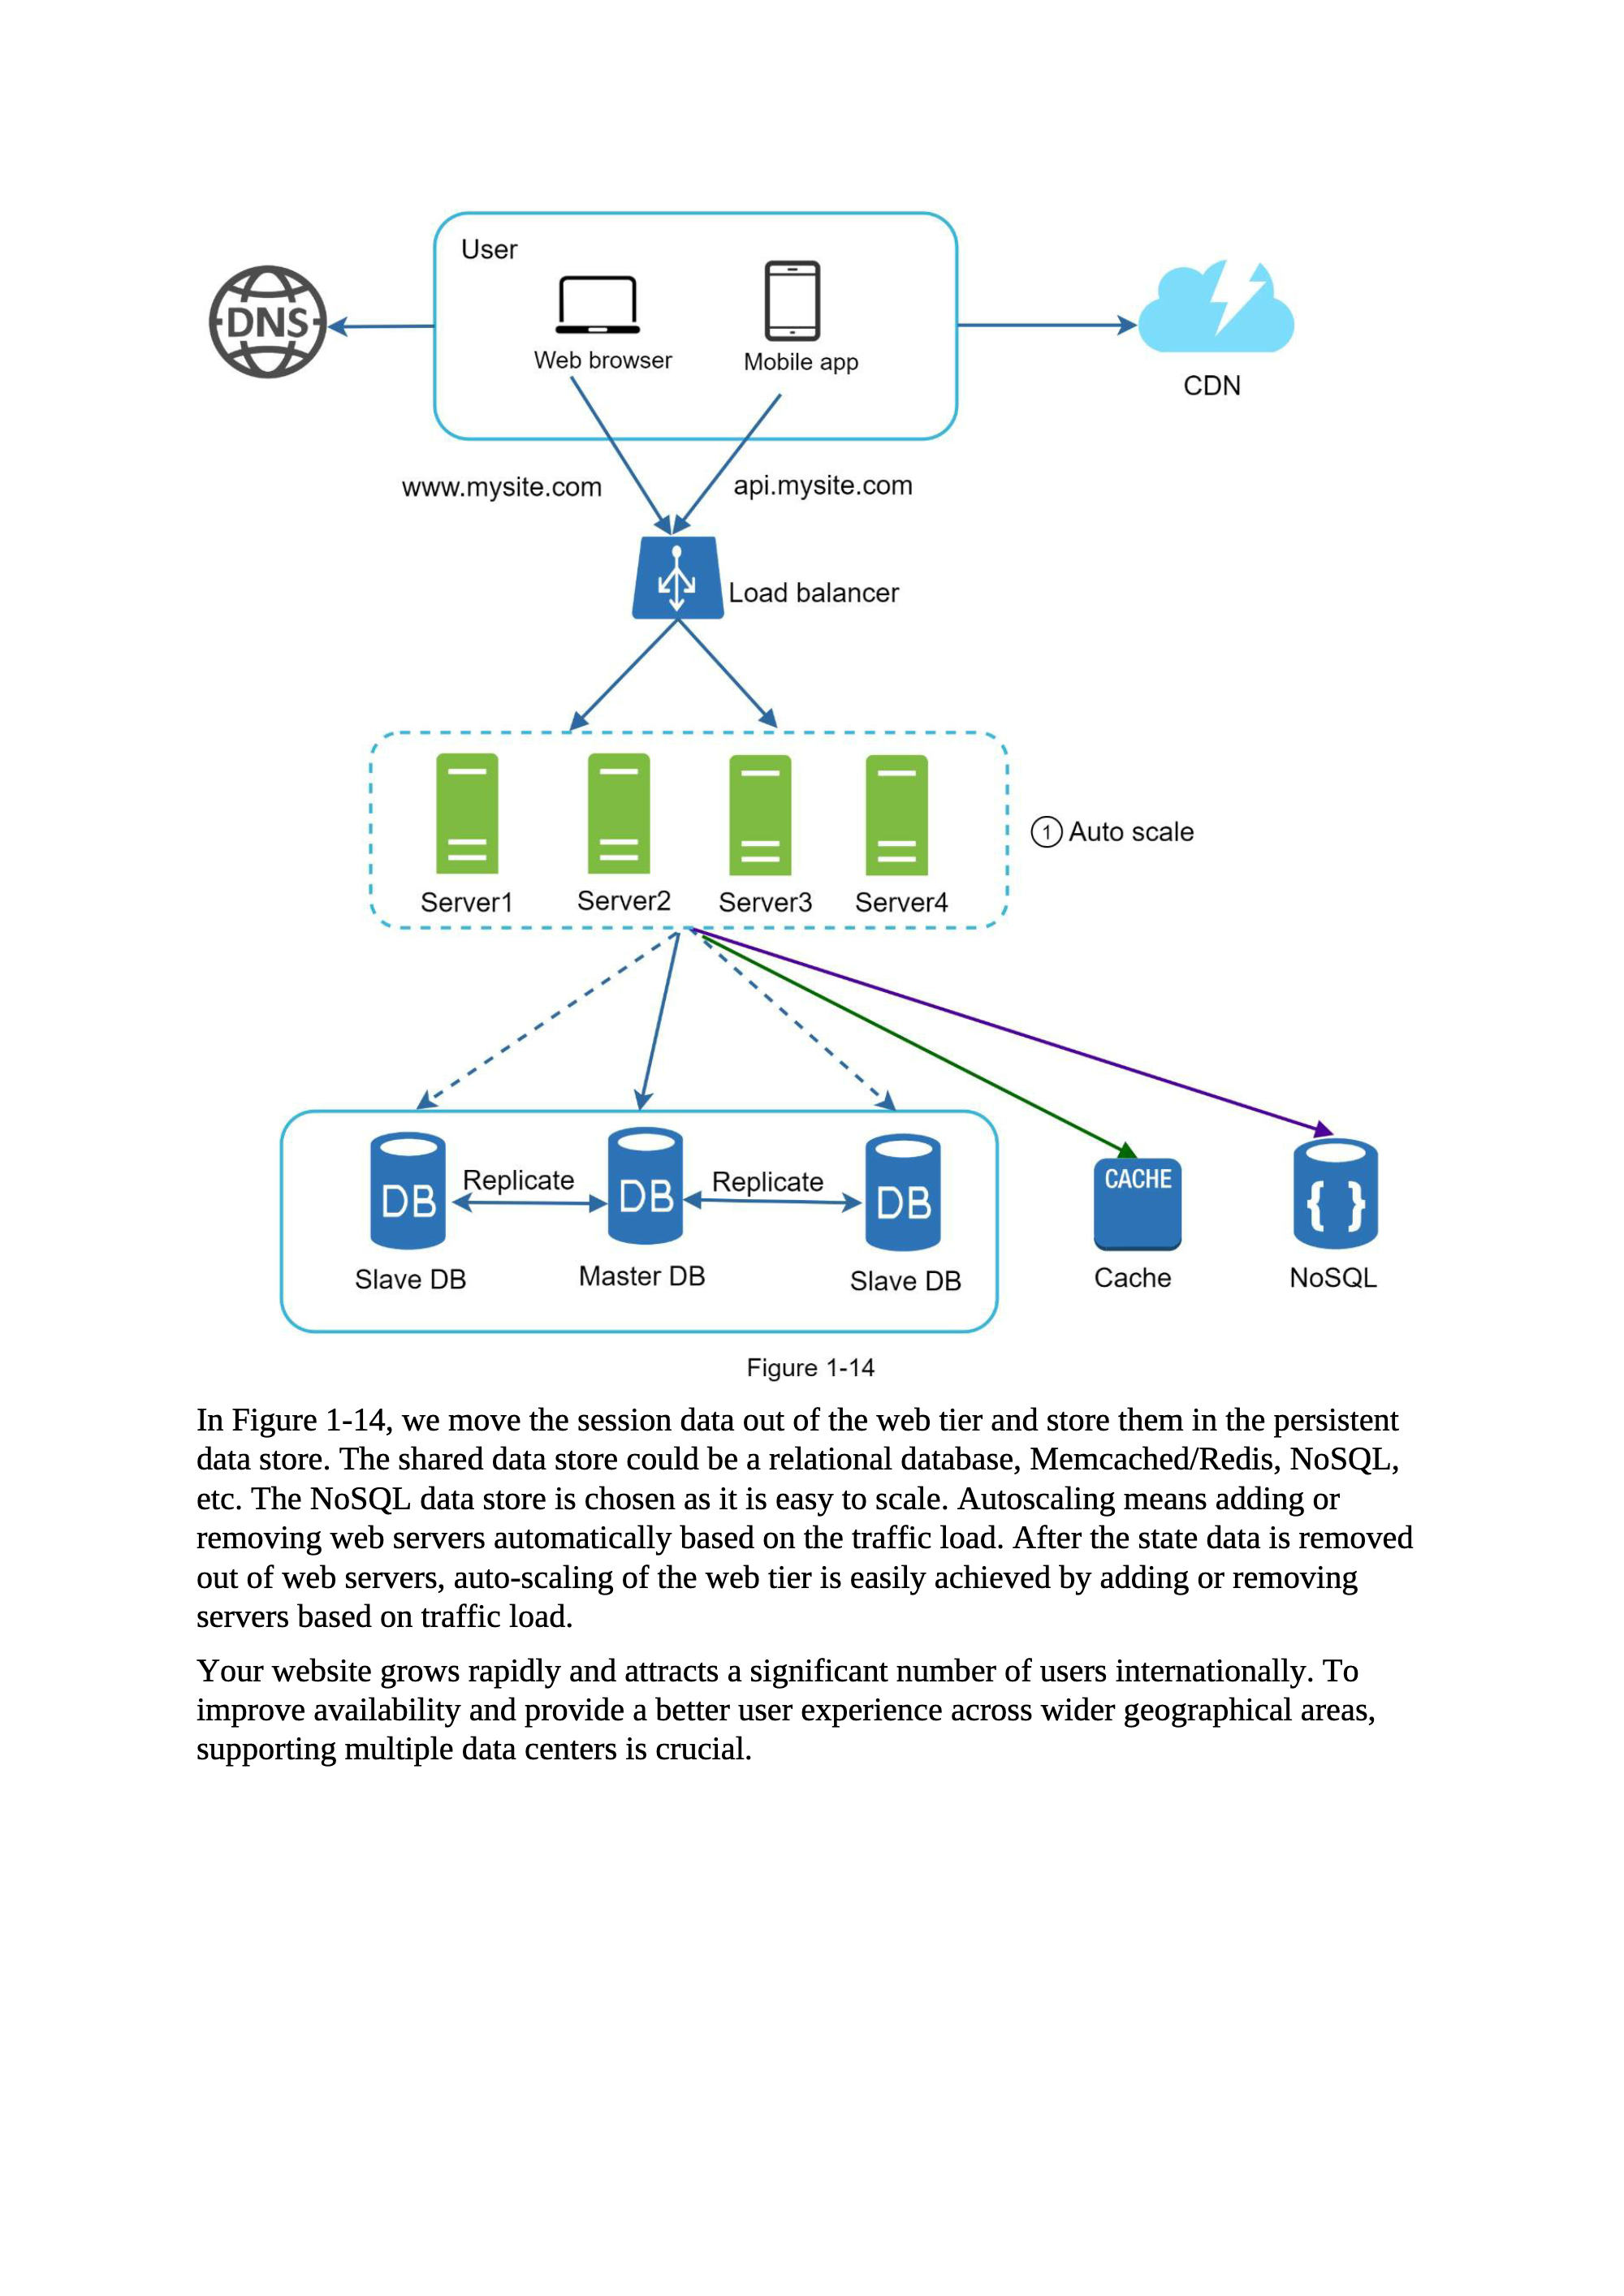 User
DNS
Web browser
Mobile app
CDN
www.mysite.com
api.mysite.com
Load balancer
1 Auto scale
Server1
Server2
Server3
Server4
Replicate
Replicate
DB
DB
DB
CACHE
{ }
Slave DB
Master DB
Slave DB
Cache
NoSQL
Figure 1-14
In Figure 1-14, we move the session data out of the web tier and store them in the persistent
data store. The shared data store could be a relational database, Memcached/Redis, NoSQL,
etc. The NoSQL data store is chosen as it is easy to scale. Autoscaling means adding or
removing web servers automatically based on the traffic load. After the state data is removed
out of web servers, auto-scaling of the web tier is easily achieved by adding or removing
servers based on traffic load.
Your website grows rapidly and attracts a significant number of users internationally. To
improve availability and provide a better user experience across wider geographical areas,
supporting multiple data centers is crucial.